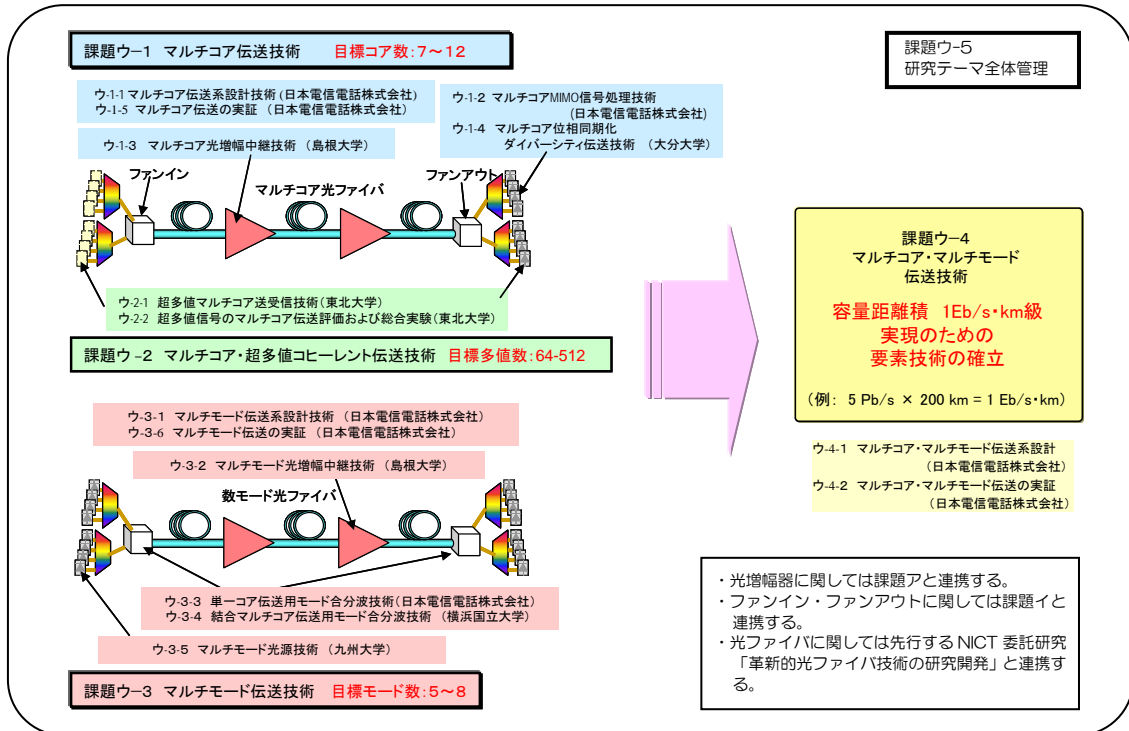 課題ウ－1 マルチコア伝送技術 目標コア数：7～12
課題ウ-5
研究テーマ全体管理
ウ-1-1 マルチコア伝送系設計技術 (日本電信電話株式会社)
ウ-1-5 マルチコア伝送の実証 (日本電信電話株式会社)
ウ-1-2 マルチコアMIMO信号処理技術
(日本電信電話株式会社)
ウ-1-4 マルチコア位相同期化
ダイバーシティ伝送技術 (大分大学)
ウ-1-3 マルチコア光増幅中継技術 (島根大学)
ファンイン
マルチコア光ファイバ
ファンアウト
ウ-2-1 超多値マルチコア送受信技術(東北大学)
ウ-2-2 超多値信号のマルチコア伝送評価および総合実験(東北大学)
課題ウ-2 マルチコア・超多値コヒーレント伝送技術 目標多値数：64-512
ウ-3-1 マルチモード伝送系設計技術 (日本電信電話株式会社)
ウ-3-6 マルチモード伝送の実証 (日本電信電話株式会社)
ウ-3-2 マルチモード光増幅中継技術 (島根大学)
数モード光ファイバ
ウ-3-3 単一コア伝送用モード合分波技術(日本電信電話株式会社)
ウ-3-4 結合マルチコア伝送用モード合分波技術 (横浜国立大学)
ウ-3-5 マルチモード光源技術 (九州大学)
課題ウ－3 マルチモード伝送技術 目標モード数：5～8
課題ウ－4
マルチコア・マルチモード
伝送技術
容量距離積 1Eb/s・km級
実現のための
要素技術の確立
(例： 5 Pb/s × 200 km = 1 Eb/s・km)
ウ-4-1 マルチコア・マルチモード伝送系設計
(日本電信電話株式会社)
ウ-4-2 マルチコア・マルチモード伝送の実証
(日本電信電話株式会社)
・光増幅器に関しては課題アと連携する。
・ファンイン・ファンアウトに関しては課題イと
連携する。
・光ファイバに関しては先行する NICT 委託研究
「革新的光ファイバ技術の研究開発」と連携す
る。